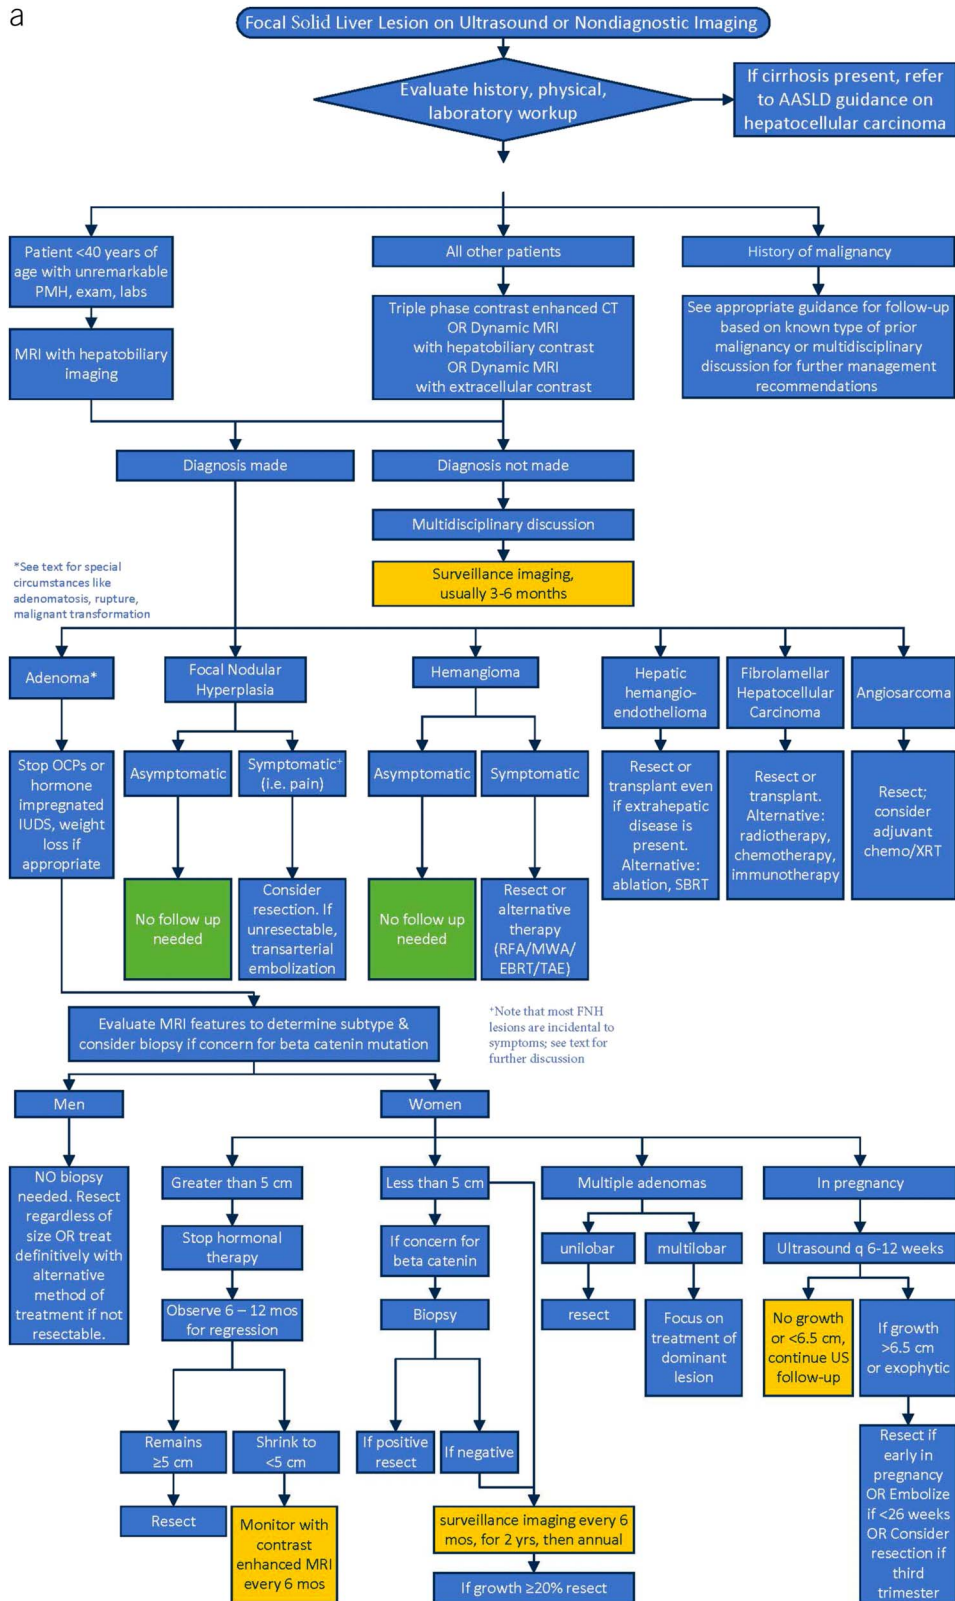 a
Focal Solid Liver Lesion on Ultrasound or Nondiagnostic Imaging
Evaluate history, physical,
laboratory workup
If cirrhosis present, refer
to AASLD guidance on
hepatocellular carcinoma
Patient <40 years of
age with unremarkable
PMH, exam, labs
All other patients
History of malignancy
MRI with hepatobiliary
imaging
Triple phase contrast enhanced CT
OR Dynamic MRI
with hepatobiliary contrast
OR Dynamic MRI
with extracellular contrast
See appropriate guidance for follow-up
based on known type of prior
malignancy or multidisciplinary
discussion for further management
recommendations
Diagnosis made
Diagnosis not made
Multidisciplinary discussion
Surveillance imaging,
usually 3-6 months
*See text for special
circumstances like
adenomatosis, rupture,
malignant transformation
Adenoma*
Focal Nodular
Hyperplasia
Hemangioma
Hepatic
hemangio-
endothelioma
Fibrolamellar
Hepatocellular
Carcinoma
Angiosarcoma
Stop OCPs or
hormone
impregnated
IUDS, weight
loss if
appropriate
Asymptomatic
Symptomatic⁺
(i.e. pain)
Asymptomatic
Symptomatic
Resect or
transplant even
if extrahepatic
disease is
present.
Alternative:
ablation, SBRT
Resect or
transplant.
Alternative:
radiotherapy,
chemotherapy,
immunotherapy
Resect;
consider
adjuvant
chemo/XRT
No follow up
needed
Consider
resection. If
unresectable,
transarterial
embolization
No follow up
needed
Resect or
alternative
therapy
(RFA/MWA/
EBRT/TAE)
Evaluate MRI features to determine subtype &
consider biopsy if concern for beta catenin mutation
⁺Note that most FNH
lesions are incidental to
symptoms; see text for
further discussion
Men
Women
NO biopsy
needed. Resect
regardless of
size OR treat
definitively with
alternative
method of
treatment if not
resectable.
Greater than 5 cm
Less than 5 cm
Multiple adenomas
In pregnancy
Stop hormonal
therapy
If concern for
beta catenin
unilobar
multilobar
Ultrasound q 6-12 weeks
Observe 6 – 12 mos
for regression
Biopsy
resect
Focus on
treatment of
dominant
lesion
No growth
or <6.5 cm,
continue US
follow-up
If growth
>6.5 cm
or exophytic
Remains
≥5 cm
Shrink to
<5 cm
If positive
resect
If negative
Resect if
early in
pregnancy
OR Embolize
if <26 weeks
OR Consider
resection if
third
trimester
Resect
Monitor with
contrast
enhanced MRI
every 6 mos
surveillance imaging every 6
mos, for 2 yrs, then annual
If growth ≥20% resect